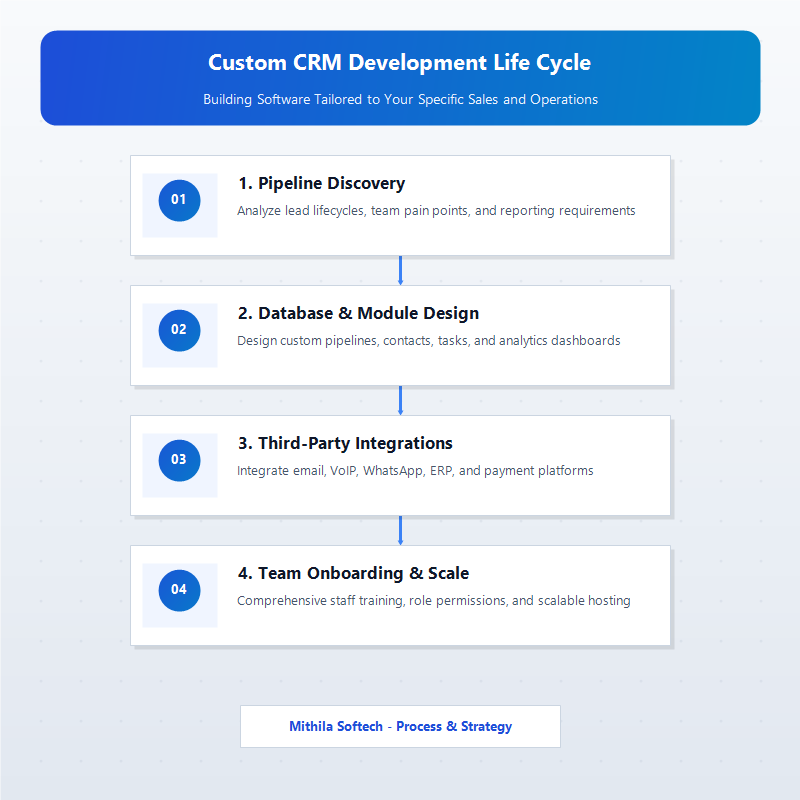 Custom CRM Development Life Cycle
Building Software Tailored to Your Specific Sales and Operations
01
1. Pipeline Discovery
Analyze lead lifecycles, team pain points, and reporting requirements
02
2. Database & Module Design
Design custom pipelines, contacts, tasks, and analytics dashboards
03
3. Third-Party Integrations
Integrate email, VoIP, WhatsApp, ERP, and payment platforms
04
4. Team Onboarding & Scale
Comprehensive staff training, role permissions, and scalable hosting
Mithila Softech - Process & Strategy